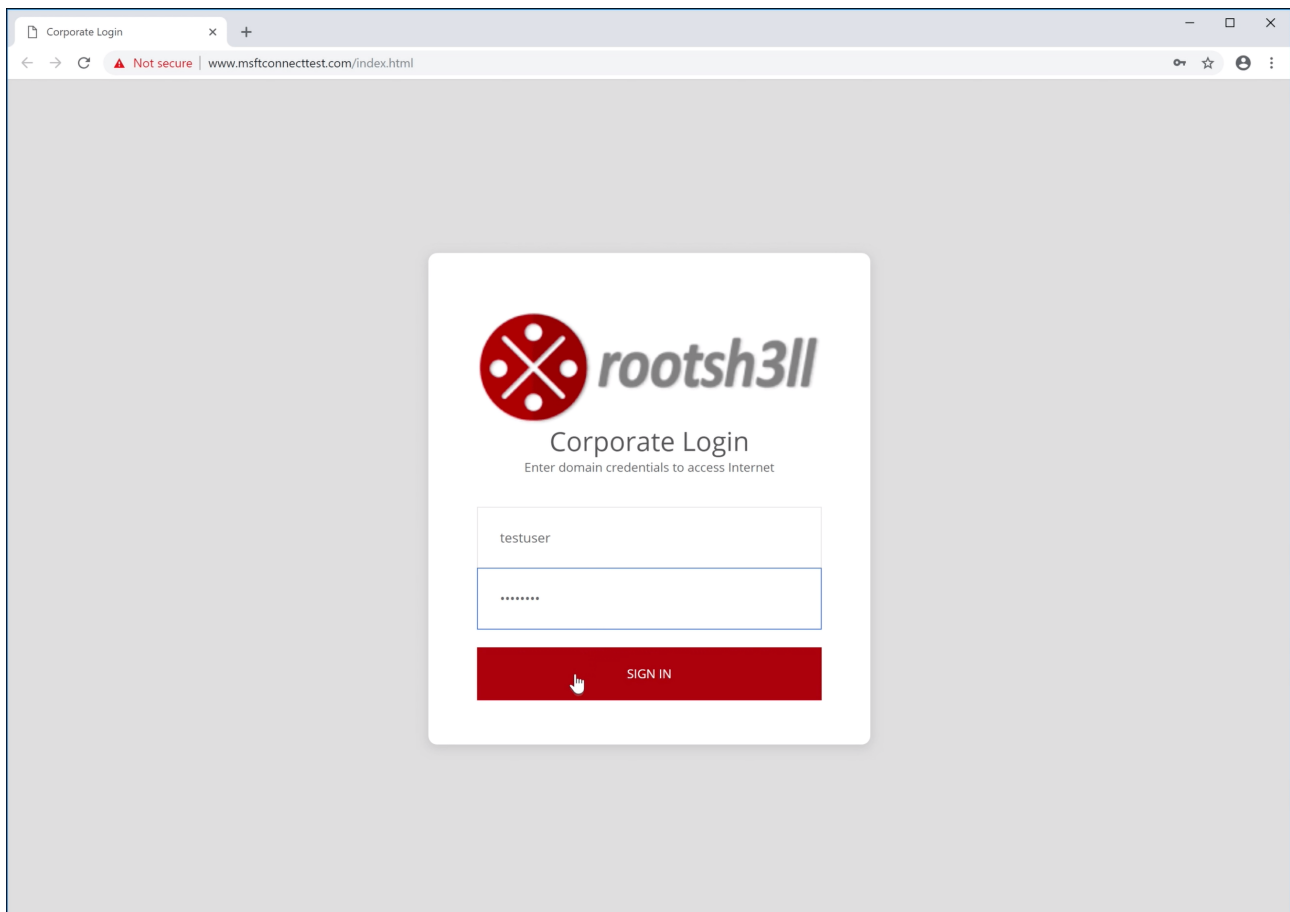 Corporate Login
Not secure | www.msftconnecttest.com/index.html
rootsh3ll
Corporate Login
Enter domain credentials to access Internet
testuser
••••••••
SIGN IN